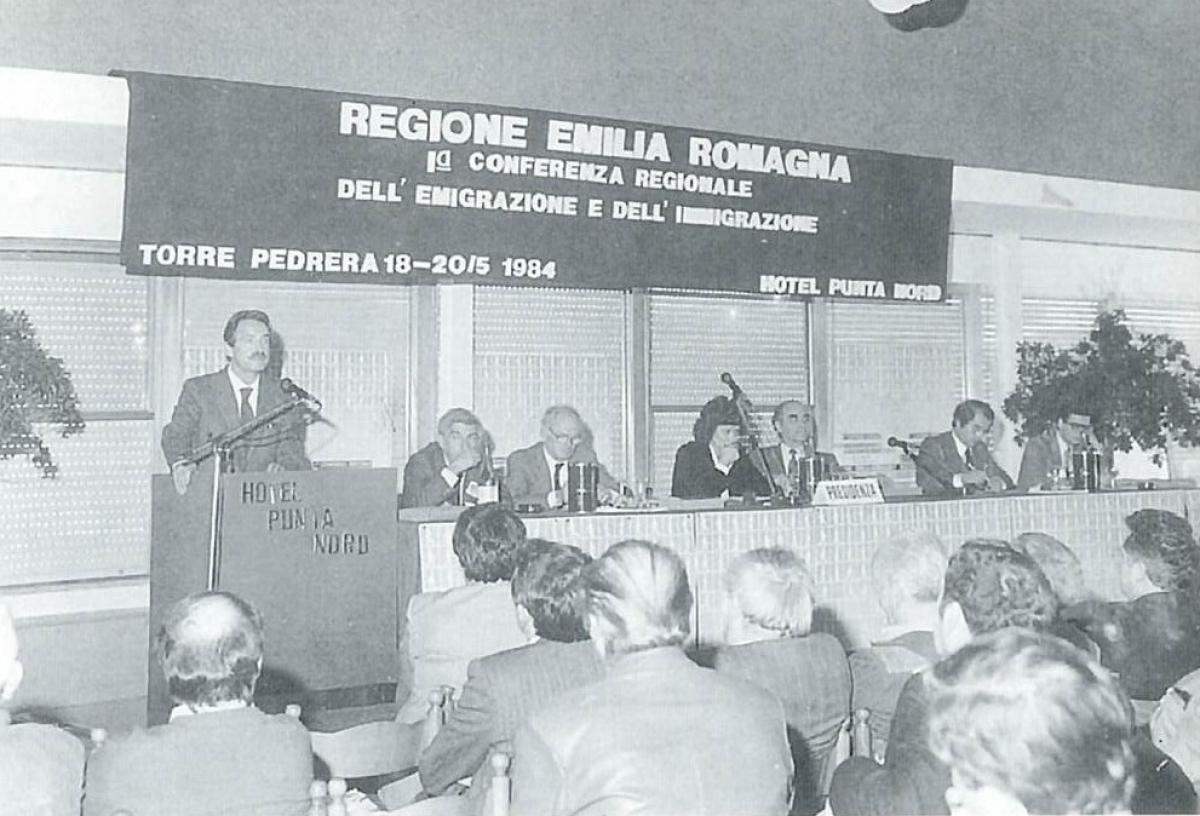 REGIONE EMILIA ROMAGNA
1ª CONFERENZA REGIONALE
DELL' EMIGRAZIONE E DELL' IMMIGRAZIONE
TORRE PEDRERA 18-20/5 1984
HOTEL PUNTA NORD
HOTEL
PUNTA
NORD
PRESIDENZA